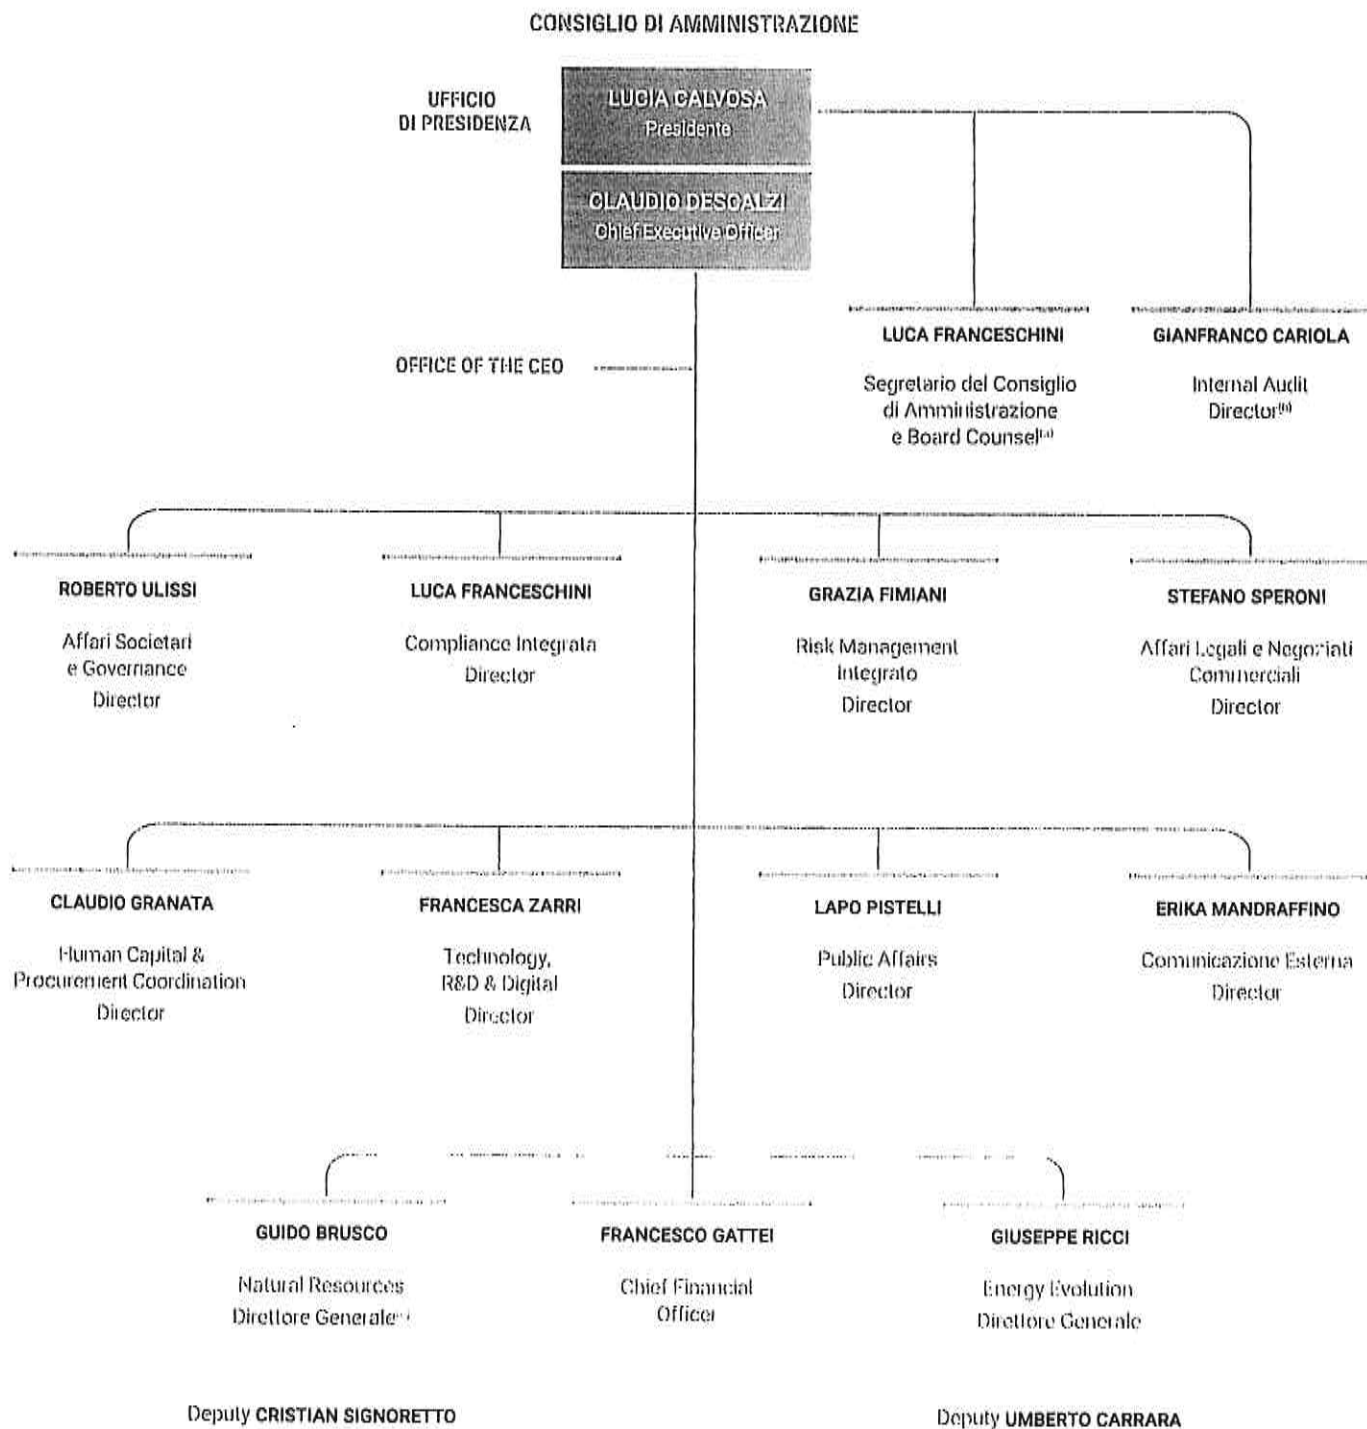 CONSIGLIO DI AMMINISTRAZIONE
UFFICIO
DI PRESIDENZA
LUCIA CALVOSA
Presidente
CLAUDIO DESCALZI
Chief Executive Officer
OFFICE OF THE CEO
LUCA FRANCESCHINI
Segretario del Consiglio
di Amministrazione
e Board Counsel(a)
GIANFRANCO CARIOLA
Internal Audit
Director
ROBERTO ULISSI
Affari Societari
e Governance
Director
LUCA FRANCESCHINI
Compliance Integrata
Director
GRAZIA FIMIANI
Risk Management
Integrato
Director
STEFANO SPERONI
Affari Legali e Negoziati
Commerciali
Director
CLAUDIO GRANATA
Human Capital &
Procurement Coordination
Director
FRANCESCA ZARRI
Technology,
R&D & Digital
Director
LAPO PISTELLI
Public Affairs
Director
ERIKA MANDRAFFINO
Comunicazione Esterna
Director
GUIDO BRUSCO
Natural Resources
Direttore Generale
FRANCESCO GATTEI
Chief Financial
Officer
GIUSEPPE RICCI
Energy Evolution
Direttore Generale
Deputy CRISTIAN SIGNORETTO
Deputy UMBERTO CARRARA